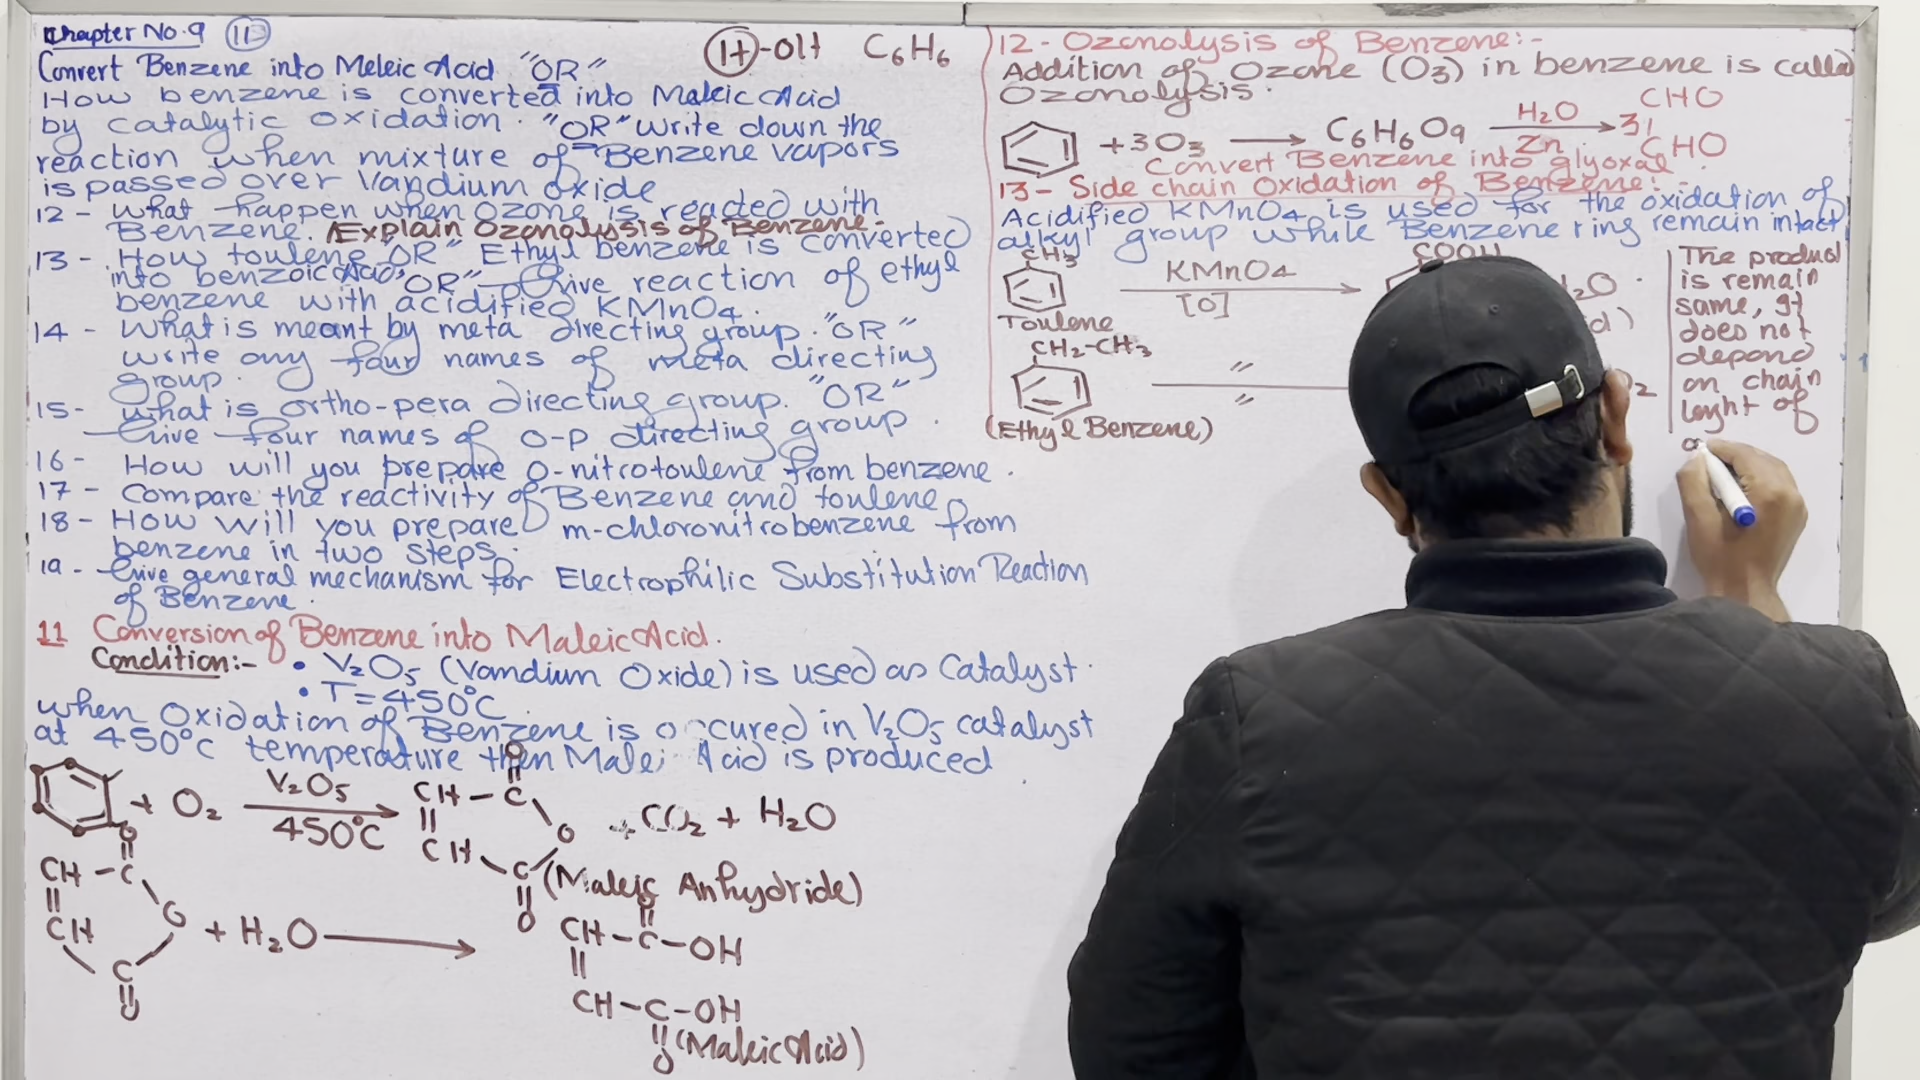 Chapter No.9 (11)
Convert Benzene into Meleic Acid "OR"
How benzene is converted into Maleic Acid
by catalytic oxidation. "OR" write down the
reaction when mixture of Benzene vapors
is passed over Vandium oxide
12 - What happen when Ozone is reacted with
Benzene. Explain Ozonolysis of Benzene.
13 - How toulene "OR" Ethyl benzene is converted
into benzoic Acid, "OR" Give reaction of ethyl
benzene with acidified KMnO4.
14 - What is meant by meta directing group. "OR"
write any four names of meta directing
group.
15 - what is ortho-pera directing group. "OR"
Give four names of o-p directing group.
16 - How will you prepare o-nitrotoulene from benzene.
17 - Compare the reactivity of Benzene and toulene
18 - How will you prepare m-chloronitrobenzene from
benzene in two steps.
19 - Give general mechanism for Electrophilic Substitution Reaction
of Benzene.
11 Conversion of Benzene into Maleic Acid.
Condition:- • V2O5 (Vandium Oxide) is used as Catalyst.
• T = 450°C
when Oxidation of Benzene is occured in V2O5 catalyst
at 450°C temperature then Malei Acid is produced
+ O2 V2O5 450°C CH - C O O CH C O + CO2 + H2O
(Maleic Anhydride)
CH - C O O CH C O + H2O
CH - C - OH O
CH - C - OH O
(Maleic Acid)
H-OH C6H6
12 - Ozonolysis of Benzene:-
Addition of Ozone (O3) in benzene is called
Ozonolysis.
+ 3O3 C6H6O9 H2O Zn 3 CHO CHO
Convert Benzene into glyoxal
13 - Side chain Oxidation of Benzene:-
Acidified KMnO4 is used for the oxidation of
alkyl group while Benzene ring remain intact
CH3 KMnO4 [O] COOH
Toulene
CH2-CH3 " "
(Ethyl Benzene)
The product
is remain
same, It
does not
depend
on chain
lenght of